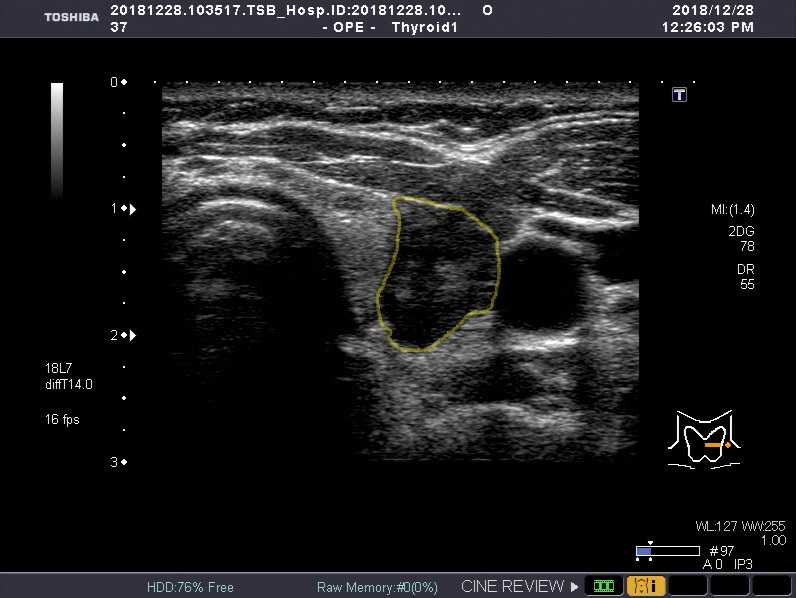 TOSHIBA
20181228.103517.TSB_Hosp.ID:20181228.10... O 2018/12/28
37 - OPE - Thyroid1 12:26:03 PM
0
T
1
MI:(1.4)
2DG
78
DR
55
2
18L7
diffT14.0
16 fps
3
WL:127 WW:255
1.00
#97
A 0 IP3
HDD:76% Free Raw Memory:#0(0%) CINE REVIEW
i